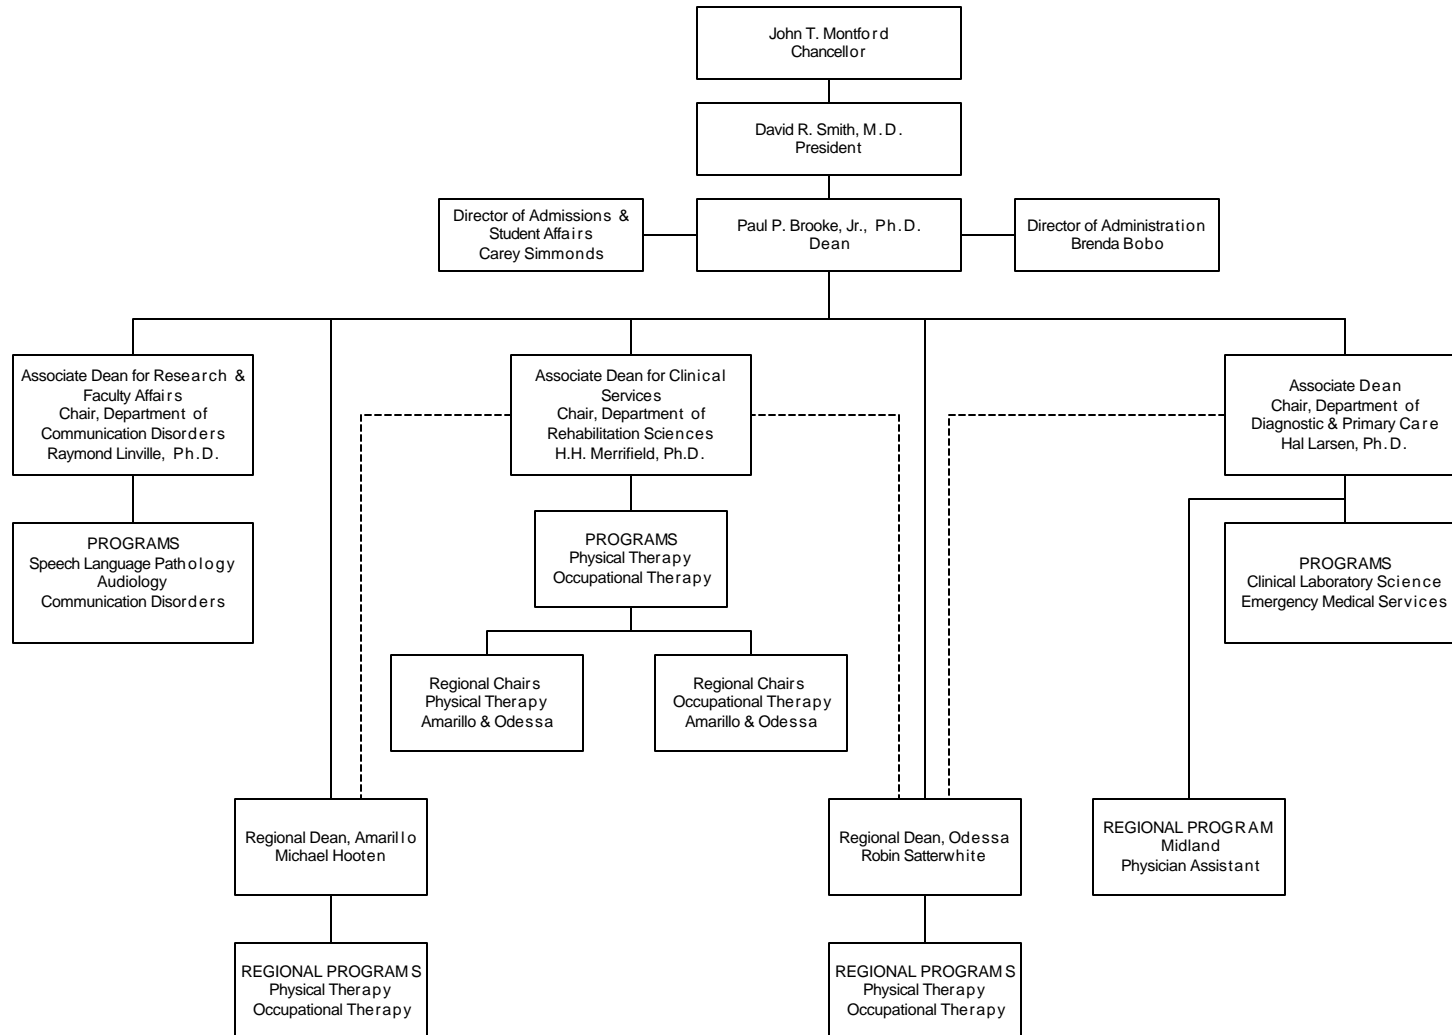 John T. Montford
Chancellor
David R. Smith, M.D.
President
Director of Admissions &
Student Affairs
Carey Simmonds
Paul P. Brooke, Jr., Ph.D.
Dean
Director of Administration
Brenda Bobo
Associate Dean for Research &
Faculty Affairs
Chair, Department of
Communication Disorders
Raymond Linville, Ph.D.
Associate Dean for Clinical
Services
Chair, Department of
Rehabilitation Sciences
H.H. Merrifield, Ph.D.
Associate Dean
Chair, Department of
Diagnostic & Primary Care
Hal Larsen, Ph.D.
PROGRAMS
Speech Language Pathology
Audiology
Communication Disorders
PROGRAMS
Physical Therapy
Occupational Therapy
PROGRAMS
Clinical Laboratory Science
Emergency Medical Services
Regional Chairs
Physical Therapy
Amarillo & Odessa
Regional Chairs
Occupational Therapy
Amarillo & Odessa
Regional Dean, Amarillo
Michael Hooten
Regional Dean, Odessa
Robin Satterwhite
REGIONAL PROGRAM
Midland
Physician Assistant
REGIONAL PROGRAMS
Physical Therapy
Occupational Therapy
REGIONAL PROGRAMS
Physical Therapy
Occupational Therapy